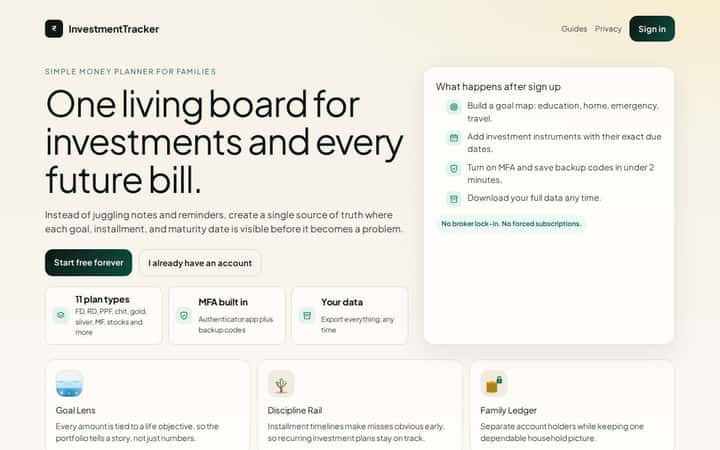 ₹ InvestmentTracker
Guides Privacy Sign in
SIMPLE MONEY PLANNER FOR FAMILIES
One living board for
investments and every
future bill.
Instead of juggling notes and reminders, create a single source of truth where
each goal, installment, and maturity date is visible before it becomes a problem.
Start free forever I already have an account
11 plan types
FD, RD, PPF, chit, gold,
silver, MF, stocks and
more
MFA built in
Authenticator app plus
backup codes
Your data
Export everything, any
time
What happens after sign up
Build a goal map: education, home, emergency,
travel.
Add investment instruments with their exact due
dates.
Turn on MFA and save backup codes in under 2
minutes.
Download your full data any time.
No broker lock-in. No forced subscriptions.
Goal Lens
Every amount is tied to a life objective, so the
portfolio tells a story, not just numbers.
Discipline Rail
Installment timelines make misses obvious early,
so recurring investment plans stay on track.
Family Ledger
Separate account holders while keeping one
dependable household picture.